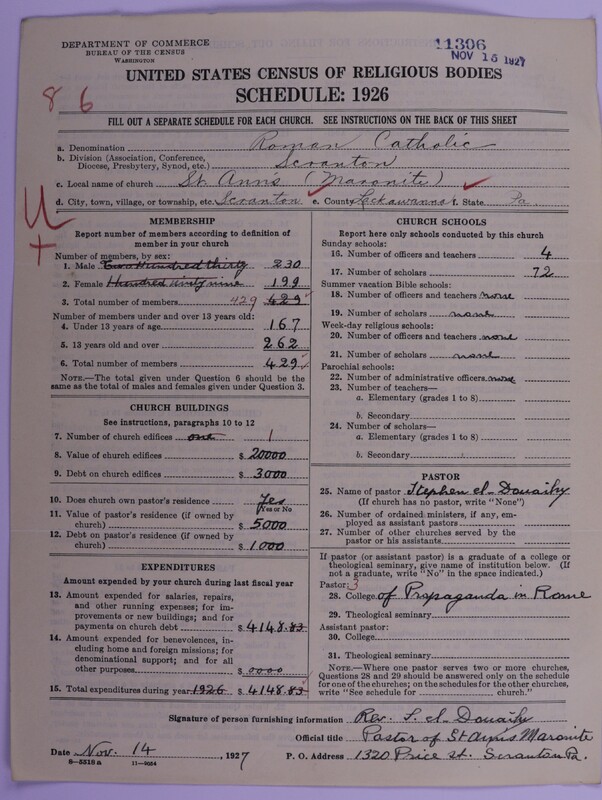 DEPARTMENT OF COMMERCE
BUREAU OF THE CENSUS
WASHINGTON
11396
NOV 15 1927
8 6
UNITED STATES CENSUS OF RELIGIOUS BODIES
SCHEDULE: 1926
FILL OUT A SEPARATE SCHEDULE FOR EACH CHURCH. SEE INSTRUCTIONS ON THE BACK OF THIS SHEET
a. Denomination Roman Catholic
b. Division (Association, Conference, Diocese, Presbytery, Synod, etc.) Scranton
c. Local name of church St. Ann's (Maronite)
d. City, town, village, or township, etc. Scranton e. County Lackawanna f. State Pa.
MEMBERSHIP
Report number of members according to definition of
member in your church
Number of members, by sex:
1. Male Two Hundred thirty 230
2. Female Hundred ninty nine 199
3. Total number of members 429 429
Number of members under and over 13 years old:
4. Under 13 years of age 167
5. 13 years old and over 262
6. Total number of members 429
NOTE.—The total given under Question 6 should be
same as the total of males and females given under Question 3.
CHURCH BUILDINGS
See instructions, paragraphs 10 to 12
7. Number of church edifices one 1
8. Value of church edifices $ 20000
9. Debt on church edifices $ 3000
10. Does church own pastor's residence Yes
(Yes or No)
11. Value of pastor's residence (if owned by
church) $ 5000
12. Debt on pastor's residence (if owned by
church) $ 1000
EXPENDITURES
Amount expended by your church during last fiscal year
13. Amount expended for salaries, repairs,
and other running expenses; for im-
provements or new buildings; and for
payments on church debt $ 4148.83
14. Amount expended for benevolences, in-
cluding home and foreign missions; for
denominational support; and for all
other purposes $ 0000
15. Total expenditures during year 1926 $ 4148.83
CHURCH SCHOOLS
Report here only schools conducted by this church
Sunday schools:
16. Number of officers and teachers 4
17. Number of scholars 72
Summer vacation Bible schools:
18. Number of officers and teachers none
19. Number of scholars none
Week-day religious schools:
20. Number of officers and teachers none
21. Number of scholars none
Parochial schools:
22. Number of administrative officers none
23. Number of teachers—
a. Elementary (grades 1 to 8)
b. Secondary
24. Number of scholars—
a. Elementary (grades 1 to 8)
b. Secondary
PASTOR
25. Name of pastor Stephen el-Douaihy
(If church has no pastor, write "None")
26. Number of ordained ministers, if any, em-
ployed as assistant pastors
27. Number of other churches served by the
pastor or his assistants
If pastor (or assistant pastor) is a graduate of a college or
theological seminary, give name of institution below. (If
not a graduate, write "No" in the space indicated.)
Pastor: 3
28. College of Propaganda in Rome
29. Theological seminary
Assistant pastor:
30. College
31. Theological seminary
NOTE.—Where one pastor serves two or more churches,
Questions 28 and 29 should be answered only on the schedule
for one of the churches; on the schedules for the other churches,
write "See schedule for church."
Signature of person furnishing information Rev. S. el-Douaihy
Official title Pastor of St Ann's Maronite
Date Nov. 14, 1927 P. O. Address 1320 Price st. Scranton Pa.
8—5318a 11—9054